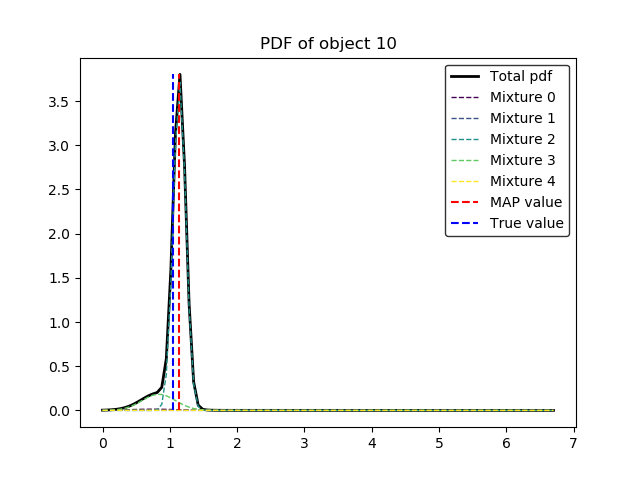 PDF of object 10
Total pdf
Mixture 0
Mixture 1
Mixture 2
Mixture 3
Mixture 4
MAP value
True value
3.5
3.0
2.5
2.0
1.5
1.0
0.5
0.0
0 1 2 3 4 5 6 7